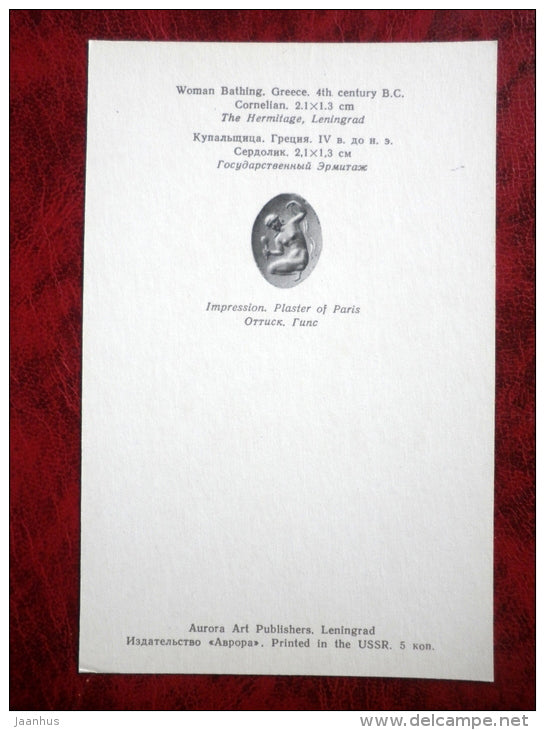 Woman Bathing. Greece. 4th century B.C.
Cornelian. 2.1×1.3 cm
The Hermitage, Leningrad
Купальщица. Греция. IV в. до н. э.
Сердолик. 2,1×1,3 см
Государственный Эрмитаж
Impression. Plaster of Paris
Оттиск. Гипс
Aurora Art Publishers. Leningrad
Издательство «Аврора». Printed in the USSR. 5 коп.
jaanhus
www.delcampe.net